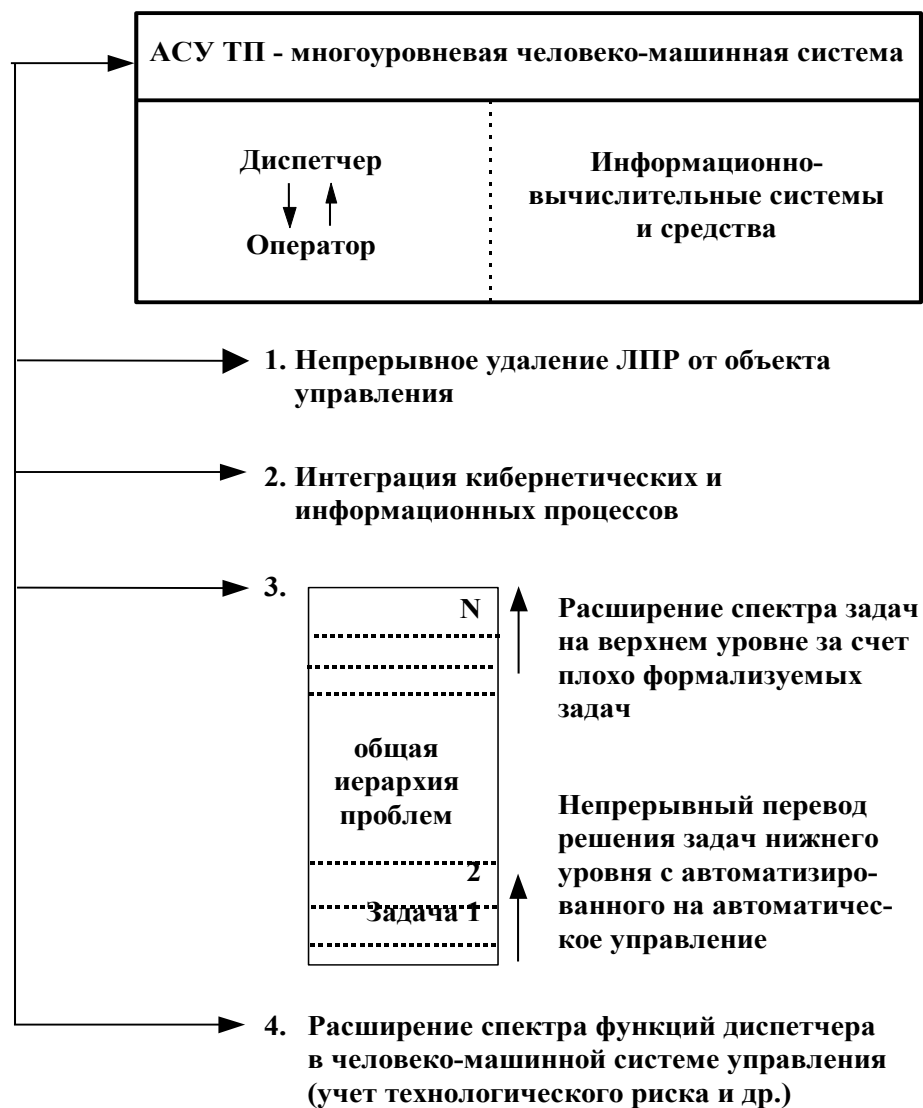 АСУ ТП - многоуровневая человеко-машинная система
Диспетчер
Оператор
Информационно-
вычислительные системы
и средства
1. Непрерывное удаление ЛПР от объекта
управления
2. Интеграция кибернетических и
информационных процессов
3.
N
общая
иерархия
проблем
2
Задача 1
Расширение спектра задач
на верхнем уровне за счет
плохо формализуемых
задач
Непрерывный перевод
решения задач нижнего
уровня с автоматизиро-
ванного на автоматичес-
кое управление
4. Расширение спектра функций диспетчера
в человеко-машинной системе управления
(учет технологического риска и др.)